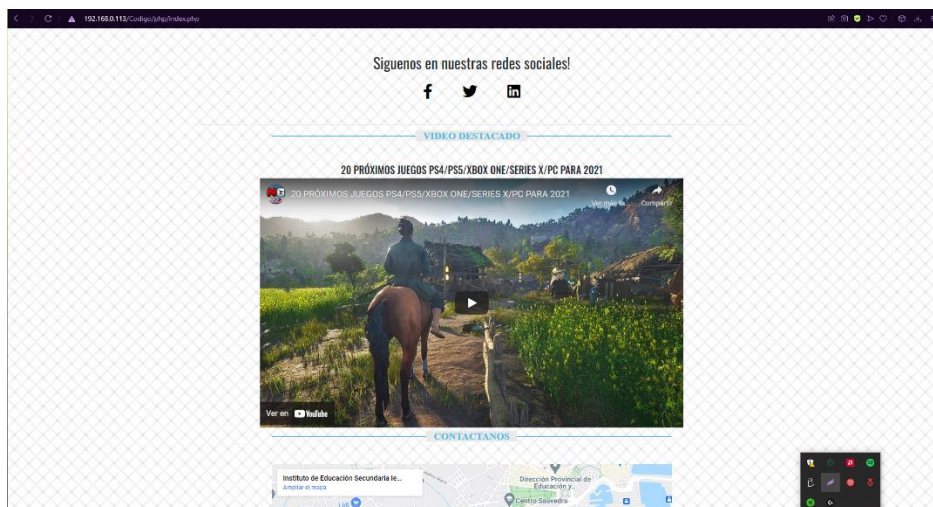 192.168.0.113/Codigo/php/index.php
Siguenos en nuestras redes sociales!
VIDEO DESTACADO
20 PRÓXIMOS JUEGOS PS4/PS5/XBOX ONE/SERIES X/PC PARA 2021
20 PRÓXIMOS JUEGOS PS4/PS5/XBOX ONE/SERIES X/PC PARA 2021
Ver más ta...
Compartir
Ver en YouTube
CONTACTANOS
Instituto de Educación Secundaria le...
Ampliar el mapa
Dirección Provincial de
Educación y...
Centro Saavedra
Lidl